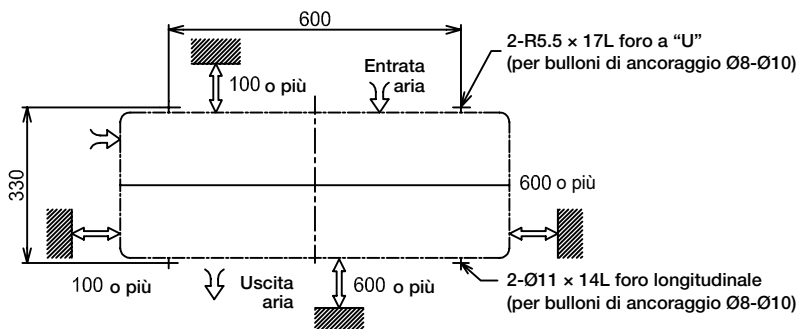 600
2-R5.5 × 17L foro a “U”
(per bulloni di ancoraggio Ø8-Ø10)
100 o più
Entrata
aria
330
600 o più
100 o più
Uscita
aria
600 o più
2-Ø11 × 14L foro longitudinale
(per bulloni di ancoraggio Ø8-Ø10)